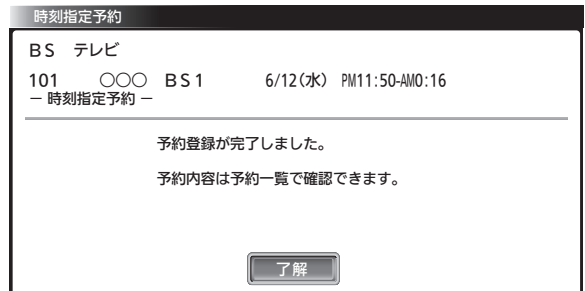 時刻指定予約
BS テレビ
101 ○○○ BS1 6/12(水) PM11:50-AM0:16
− 時刻指定予約 −
予約登録が完了しました。
予約内容は予約一覧で確認できます。
了解